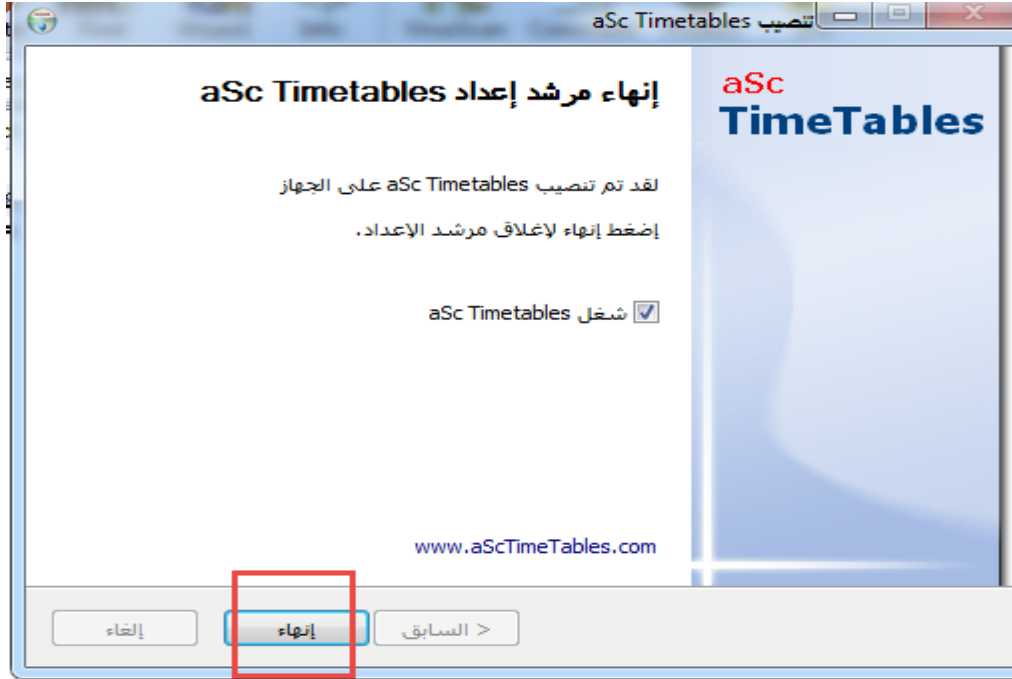 تنصيب aSc Timetables
aSc
TimeTables
إنهاء مرشد إعداد aSc Timetables
لقد تم تنصيب aSc Timetables على الجهاز
إضغط إنهاء لإغلاق مرشد الإعداد.
شغل aSc Timetables
www.aScTimeTables.com
< السابق
إنهاء
إلغاء